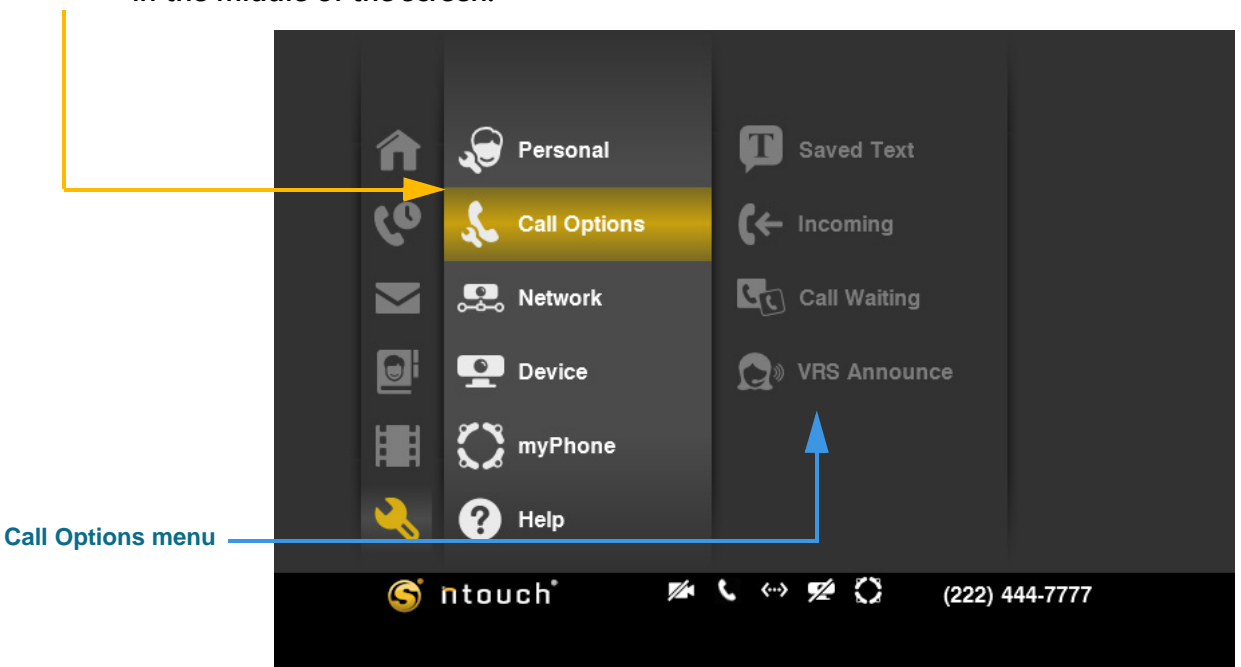 in the middle of the screen.
Personal
Call Options
Network
Device
myPhone
Help
T Saved Text
Incoming
Call Waiting
VRS Announce
Call Options menu
S ntouch (222) 444-7777